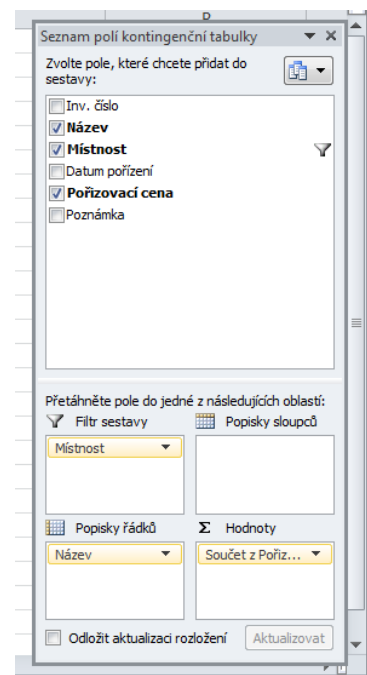 D
Seznam polí kontingenční tabulky
Zvolte pole, které chcete přidat do
sestavy:
Inv. číslo
Název
Místnost
Datum pořízení
Pořizovací cena
Poznámka
Přetáhněte pole do jedné z následujících oblastí:
Filtr sestavy
Popisky sloupců
Místnost
Popisky řádků
Σ Hodnoty
Název
Součet z Pořiz...
Odložit aktualizaci rozložení
Aktualizovat